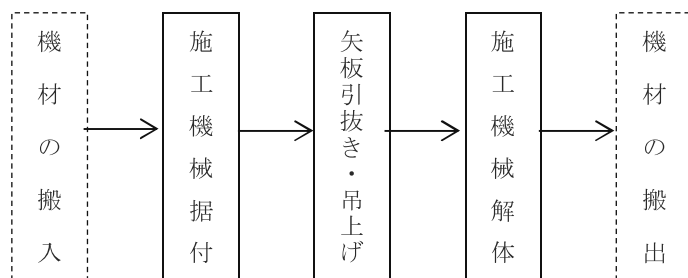 機材の搬入
施工機械据付
矢板引抜き・吊上げ
施工機械解体
機材の搬出